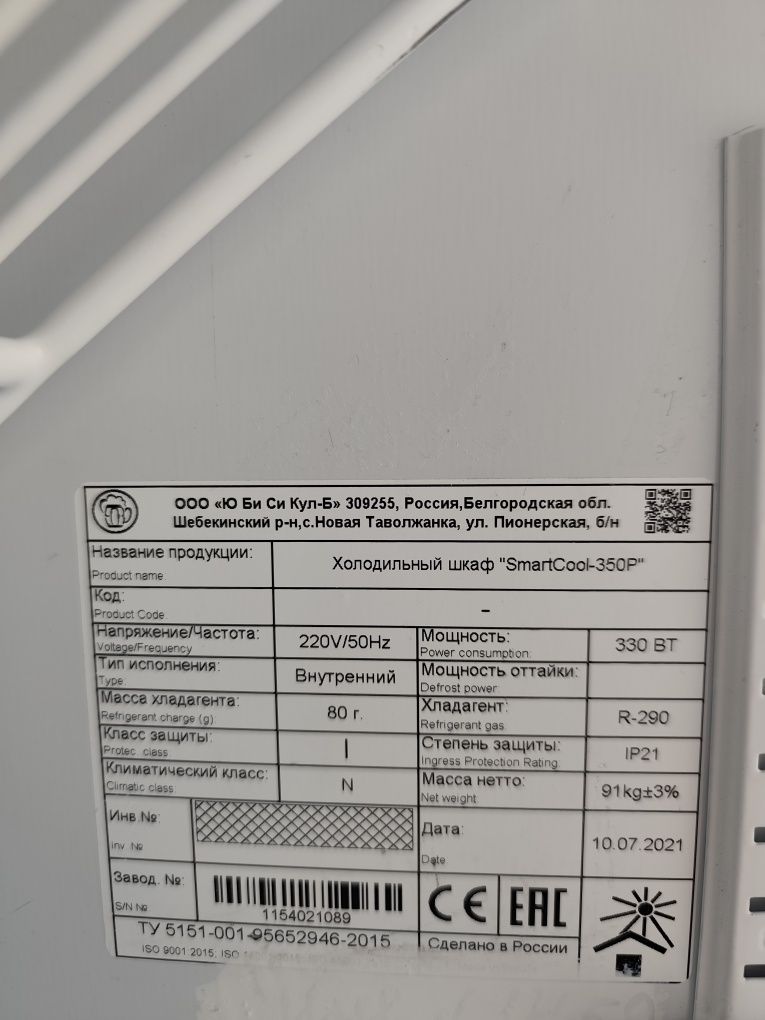 ООО «Ю Би Си Кул-Б» 309255, Россия,Белгородская обл.
Шебекинский р-н,с.Новая Таволжанка, ул. Пионерская, б/н
Название продукции:
Product name
Холодильный шкаф "SmartCool-350P"
Код:
Product Code
–
Напряжение/Частота:
Voltage/Frequency
220V/50Hz
Мощность:
Power consumption:
330 ВТ
Тип исполнения:
Type
Внутренний
Мощность оттайки:
Defrost power
Масса хладагента:
Refrigerant charge (g)
80 г.
Хладагент:
Refrigerant gas
R-290
Класс защиты:
Protec. class
I
Степень защиты:
Ingress Protection Rating
IP21
Климатический класс:
Climatic class
N
Масса нетто:
Net weight
91kg±3%
Инв.№:
inv. №
Дата:
Date
10.07.2021
Завод. №:
S/N №
1154021089
CE EAC
ТУ 5151-001-95652946-2015
ISO 9001:2015; ISO
Сделано в России